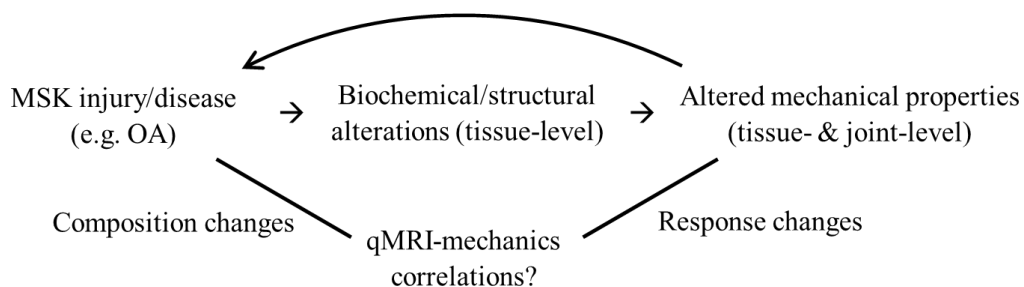 MSK injury/disease
(e.g. OA)
→
Biochemical/structural
alterations (tissue-level)
→
Altered mechanical properties
(tissue- & joint-level)
Composition changes
Response changes
qMRI-mechanics
correlations?